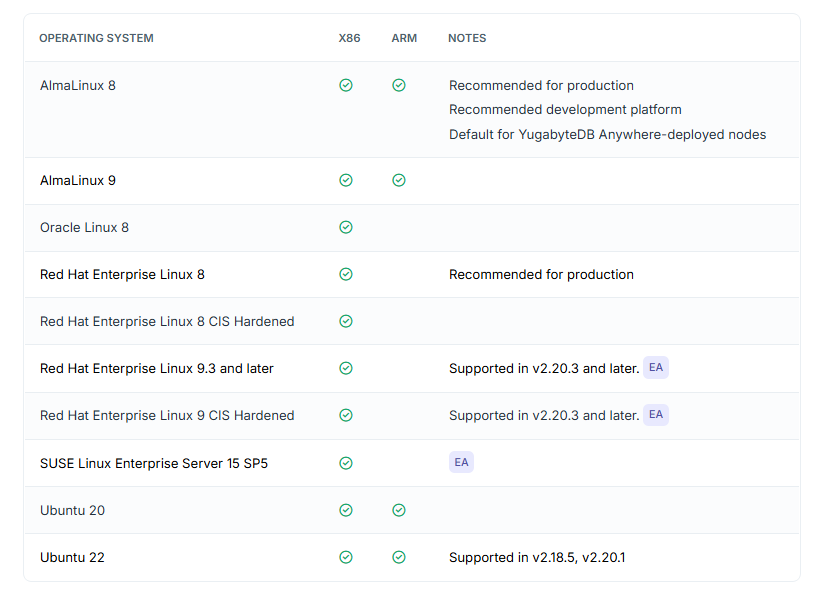 OPERATING SYSTEM X86 ARM NOTES
AlmaLinux 8 Recommended for production
Recommended development platform
Default for YugabyteDB Anywhere-deployed nodes
AlmaLinux 9
Oracle Linux 8
Red Hat Enterprise Linux 8 Recommended for production
Red Hat Enterprise Linux 8 CIS Hardened
Red Hat Enterprise Linux 9.3 and later Supported in v2.20.3 and later. EA
Red Hat Enterprise Linux 9 CIS Hardened Supported in v2.20.3 and later. EA
SUSE Linux Enterprise Server 15 SP5 EA
Ubuntu 20
Ubuntu 22 Supported in v2.18.5, v2.20.1